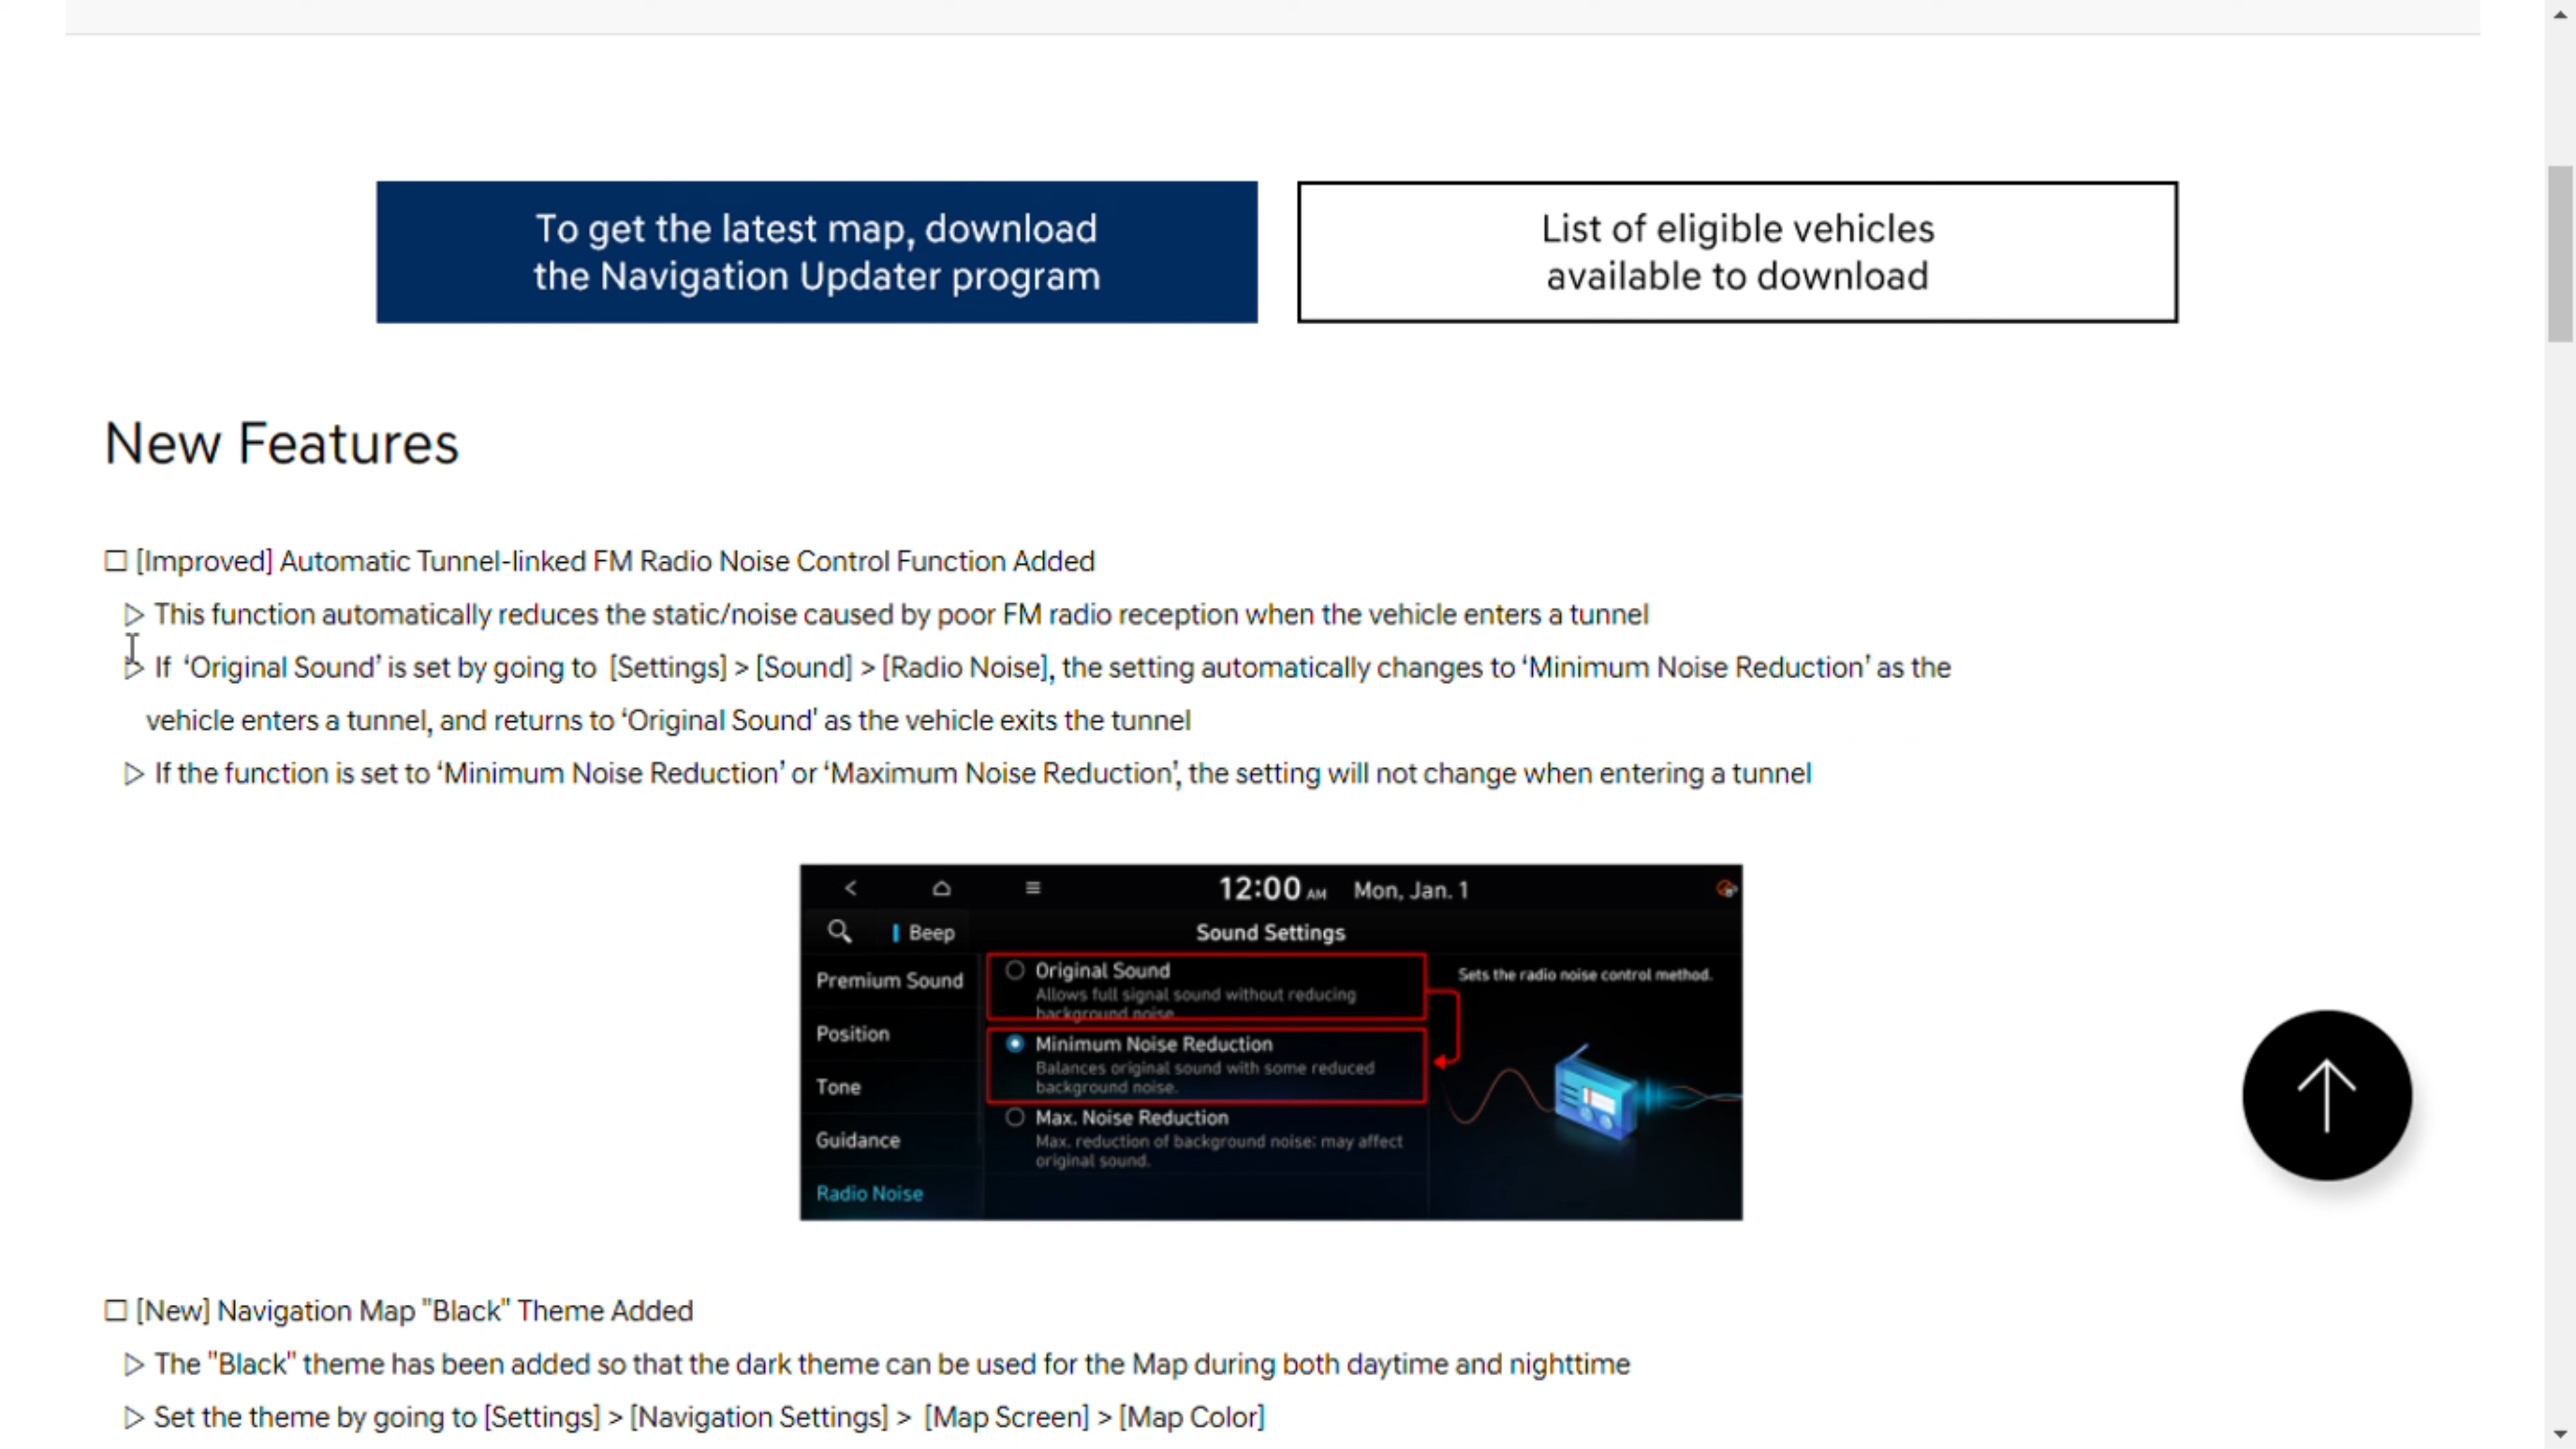 To get the latest map, download
the Navigation Updater program
List of eligible vehicles
available to download
New Features
□ [Improved] Automatic Tunnel-linked FM Radio Noise Control Function Added
▷ This function automatically reduces the static/noise caused by poor FM radio reception when the vehicle enters a tunnel
▷ If ‘Original Sound’ is set by going to [Settings] > [Sound] > [Radio Noise], the setting automatically changes to ‘Minimum Noise Reduction’ as the
vehicle enters a tunnel, and returns to ‘Original Sound' as the vehicle exits the tunnel
▷ If the function is set to ‘Minimum Noise Reduction’ or ‘Maximum Noise Reduction’, the setting will not change when entering a tunnel
12:00 AM Mon, Jan. 1
Beep
Sound Settings
Premium Sound
Position
Tone
Guidance
Radio Noise
Original Sound
Allows full signal sound without reducing
background noise
Minimum Noise Reduction
Balances original sound with some reduced
background noise.
Max. Noise Reduction
Max. reduction of background noise: may affect
original sound.
Sets the radio noise control method.
□ [New] Navigation Map "Black" Theme Added
▷ The "Black" theme has been added so that the dark theme can be used for the Map during both daytime and nighttime
▷ Set the theme by going to [Settings] > [Navigation Settings] > [Map Screen] > [Map Color]